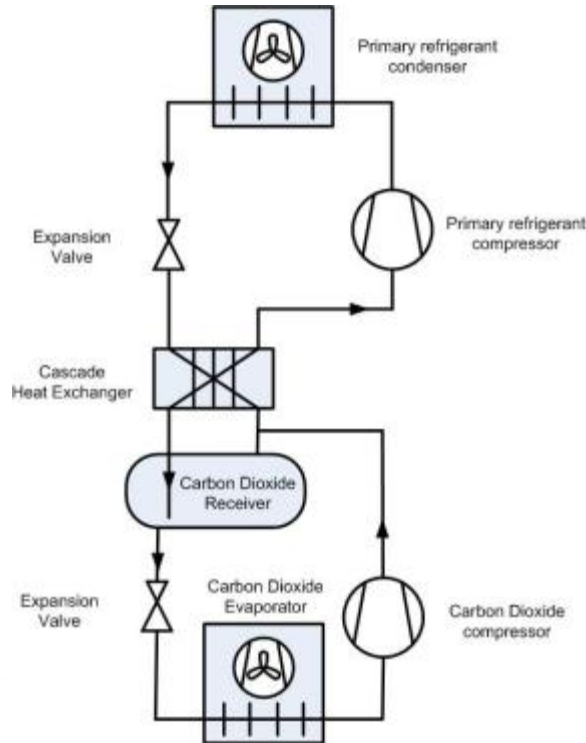 Primary refrigerant
condenser
Expansion
Valve
Primary refrigerant
compressor
Cascade
Heat Exchanger
Carbon Dioxide
Receiver
Expansion
Valve
Carbon Dioxide
Evaporator
Carbon Dioxide
compressor